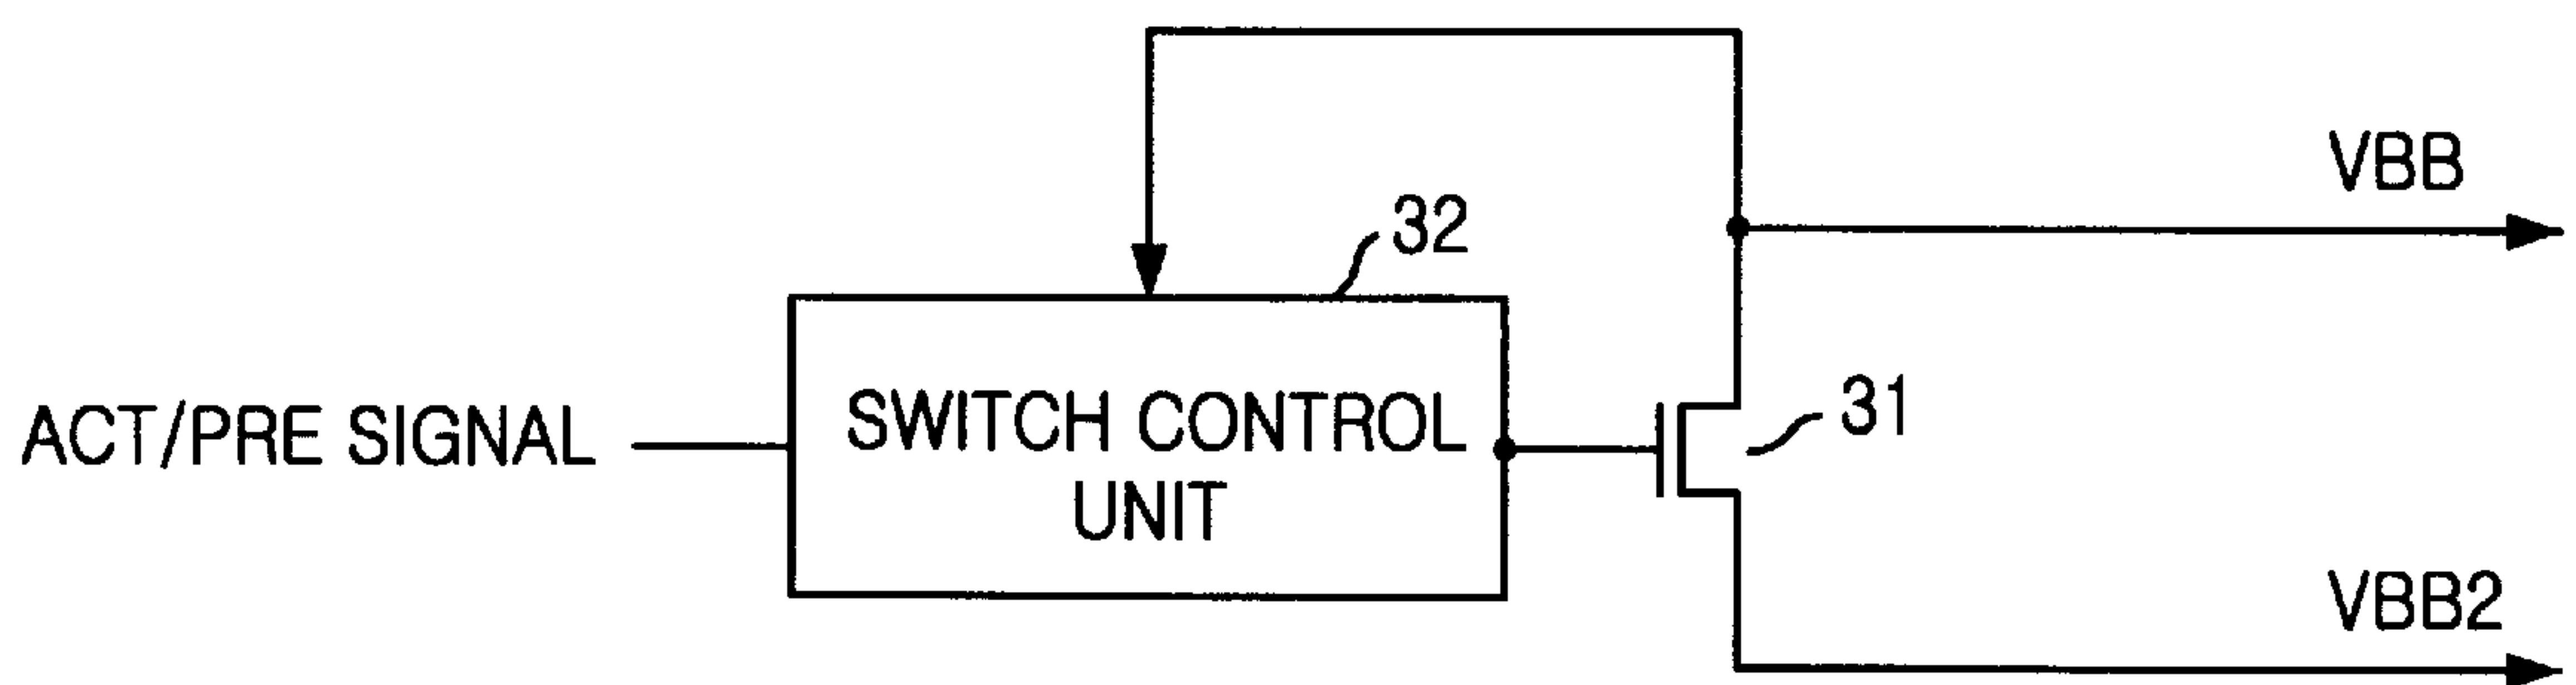 VBB
32
31
ACT/PRE SIGNAL
SWITCH CONTROL
UNIT
VBB2